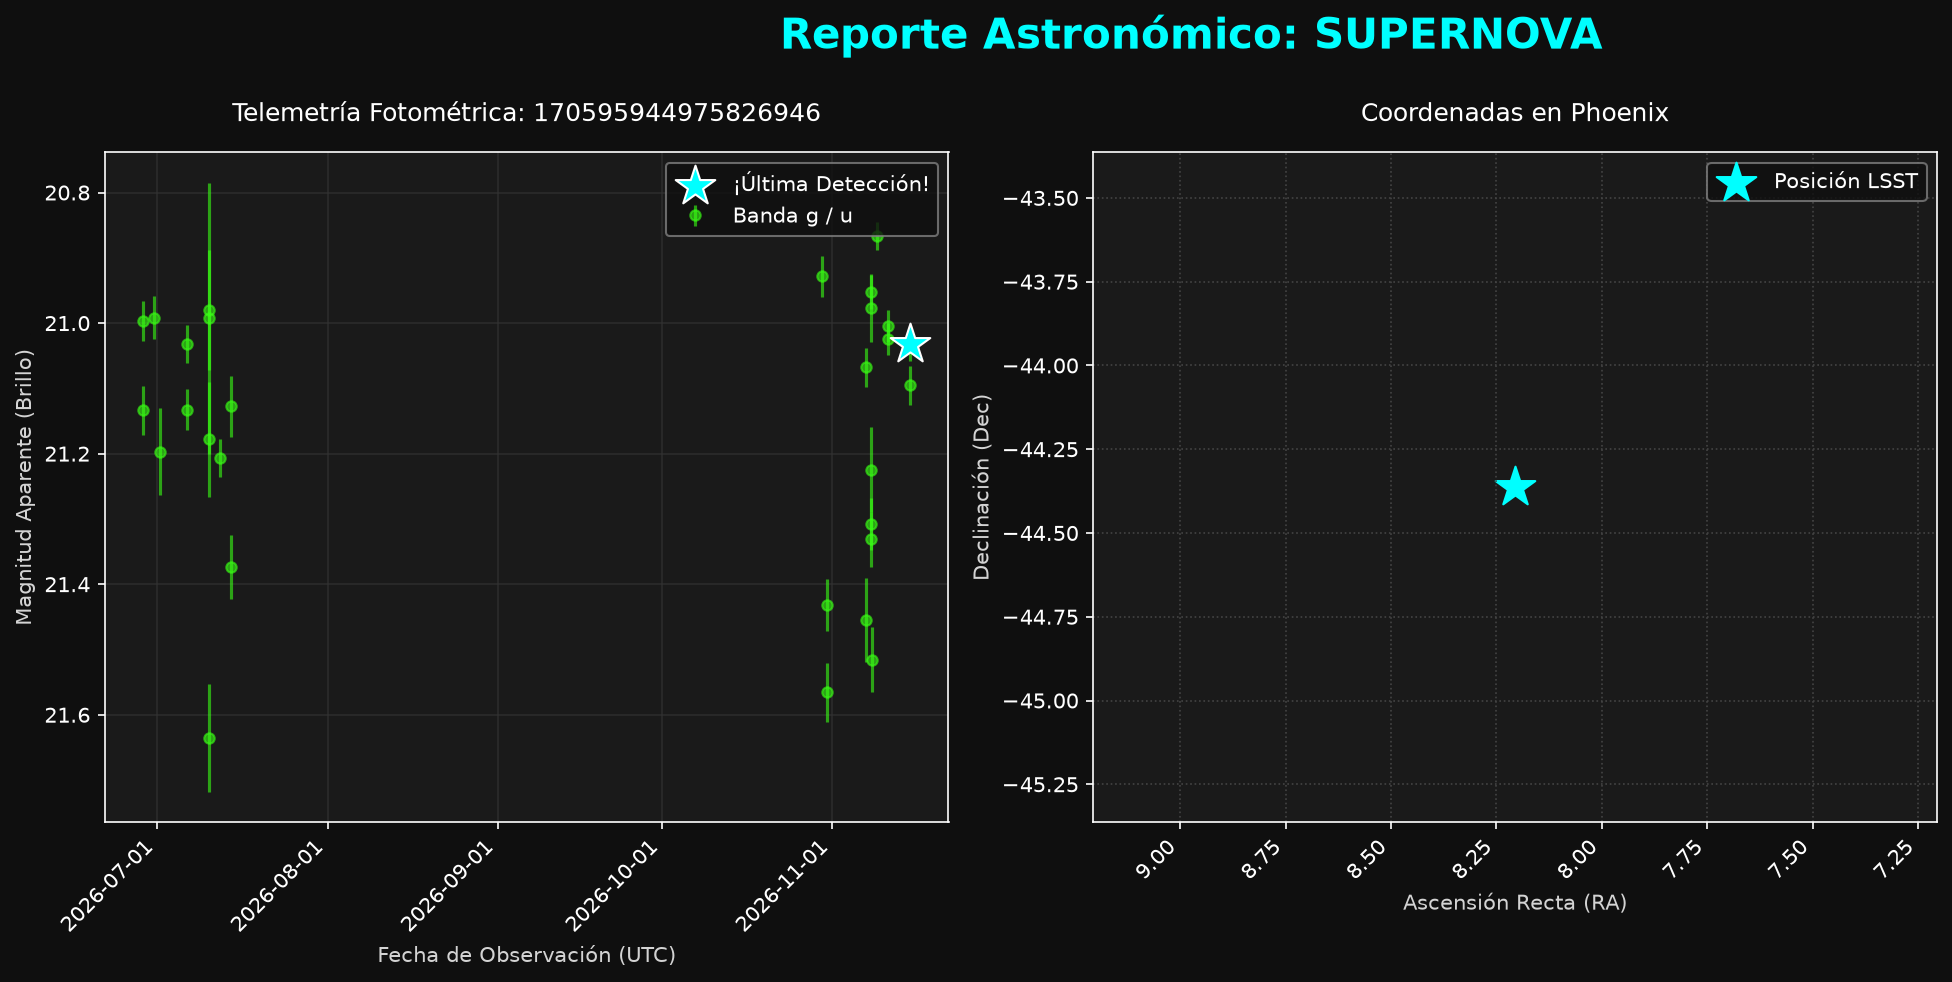 Reporte Astronómico: SUPERNOVA
Telemetría Fotométrica: 170595944975826946
¡Última Detección!
Banda g / u
20.8
21.0
21.2
21.4
21.6
Magnitud Aparente (Brillo)
2026-07-01
2026-08-01
2026-09-01
2026-10-01
2026-11-01
Fecha de Observación (UTC)
Coordenadas en Phoenix
Posición LSST
−43.50
−43.75
−44.00
−44.25
−44.50
−44.75
−45.00
−45.25
Declinación (Dec)
9.00
8.75
8.50
8.25
8.00
7.75
7.50
7.25
Ascensión Recta (RA)